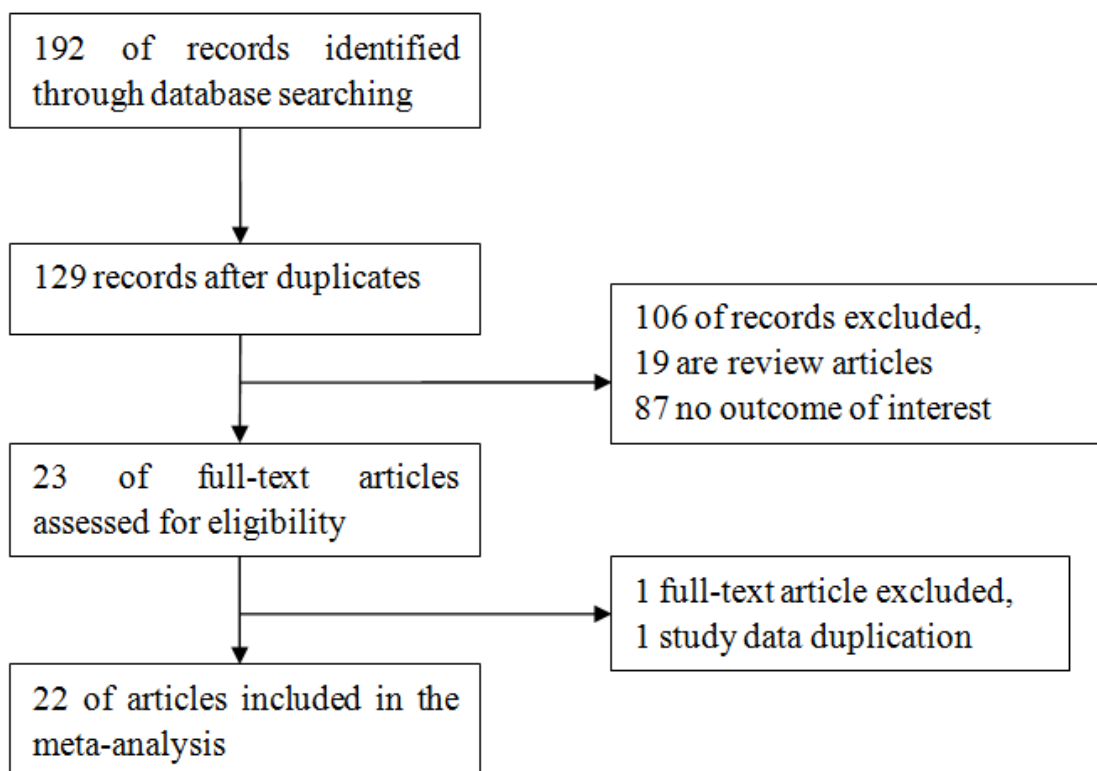 192 of records identified
through database searching
129 records after duplicates
106 of records excluded,
19 are review articles
87 no outcome of interest
23 of full-text articles
assessed for eligibility
1 full-text article excluded,
1 study data duplication
22 of articles included in the
meta-analysis